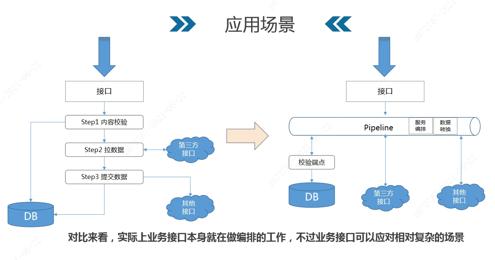 应用场景
接口
Step1 内容校验
Step2 拉数据
Step3 提交数据
第三方
接口
其他
接口
DB
接口
Pipeline
服务
编排
数据
转换
校验端点
DB
第三方
接口
其他
接口
对比来看，实际上业务接口本身就在做编排的工作，不过业务接口可以应对相对复杂的场景